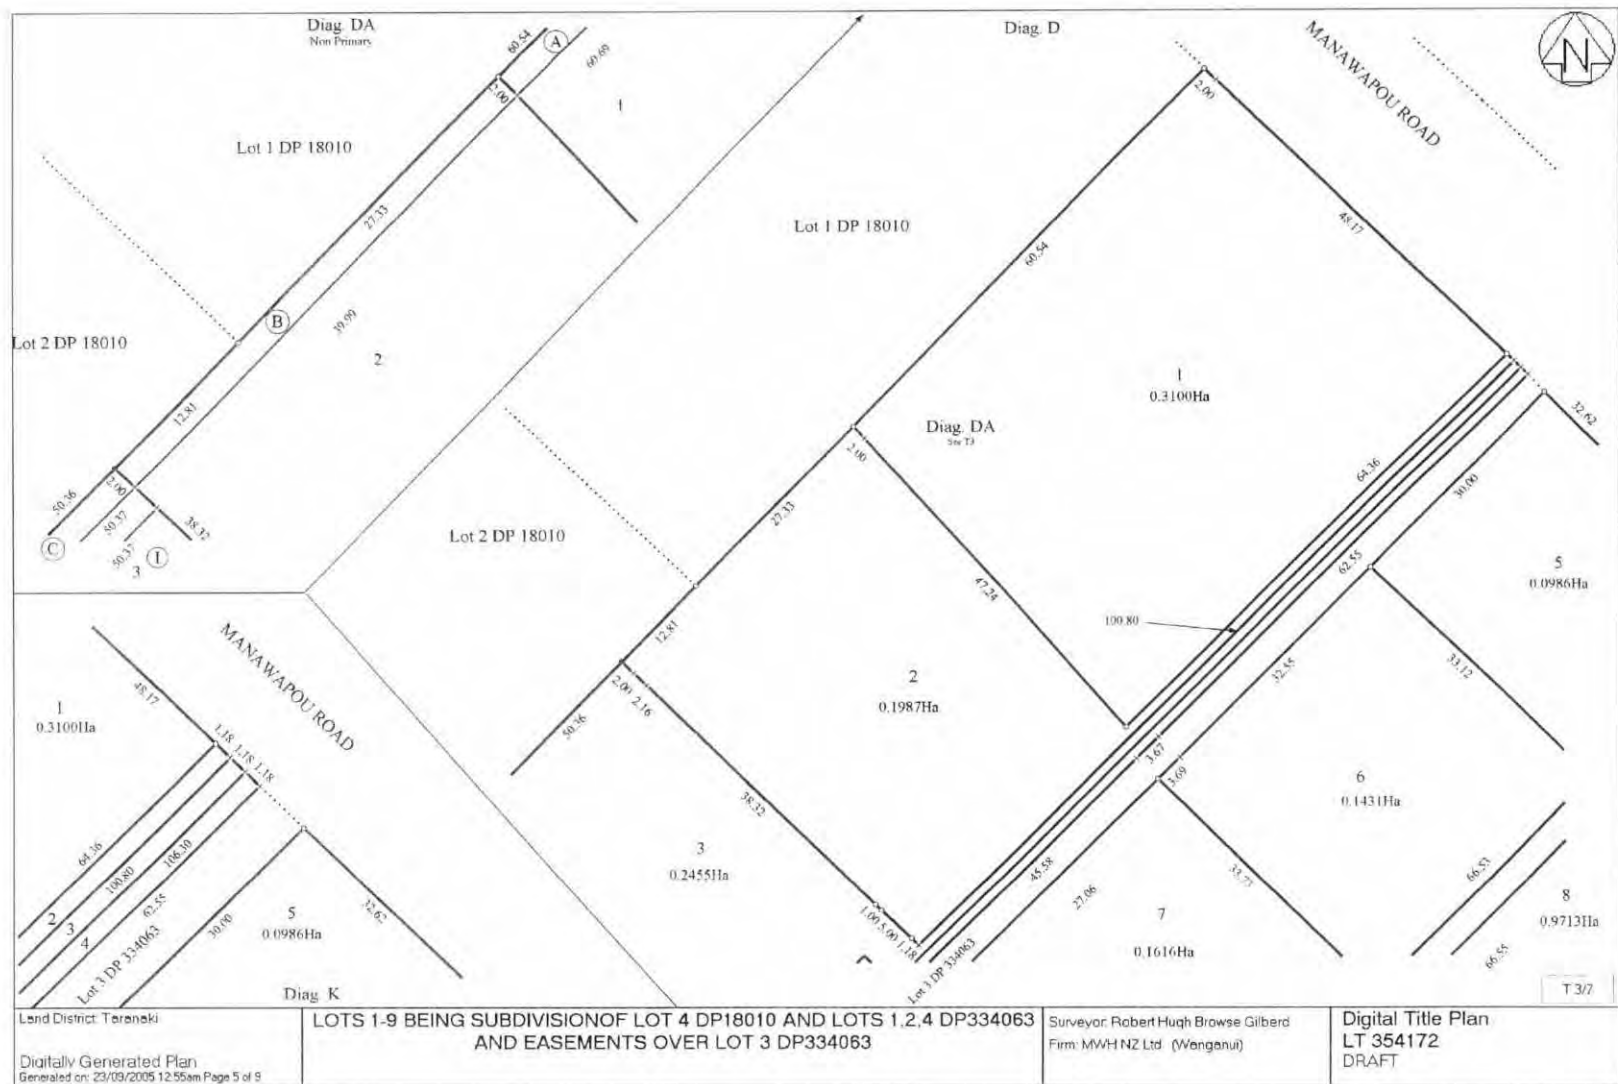 Diag. DA
Non Primary
60.54
A
60.69
2.00
1
Lot 1 DP 18010
27.33
B
39.99
2
Lot 2 DP 18010
12.81
50.36
2.00
50.37
38.32
C
50.37
I
3
Diag. D
MANAWAPOU ROAD
N
2.00
48.17
Lot 1 DP 18010
60.54
1
0.3100Ha
Diag. DA
See T3
2.00
32.62
64.36
30.00
27.33
Lot 2 DP 18010
47.24
62.55
5
0.0986Ha
100.80
12.81
32.55
33.12
2.00
2.16
2
0.1987Ha
50.36
3.67
3.69
6
0.1431Ha
38.32
3
0.2455Ha
45.58
27.06
33.73
66.53
7
0.1616Ha
8
0.9713Ha
66.55
1.00
5.00
1.18
Lot 3 DP 334063
MANAWAPOU ROAD
48.17
1
0.3100Ha
1.18
1.18
1.18
64.36
100.80
106.30
62.55
2
3
4
30.00
5
0.0986Ha
32.62
Lot 3 DP 334063
Diag. K
T 3/7
Land District: Taranaki
Digitally Generated Plan
Generated on: 23/09/2005 12:55am Page 5 of 9
LOTS 1-9 BEING SUBDIVISIONOF LOT 4 DP18010 AND LOTS 1,2,4 DP334063
AND EASEMENTS OVER LOT 3 DP334063
Surveyor: Robert Hugh Browse Gilberd
Firm: MWH NZ Ltd (Wanganui)
Digital Title Plan
LT 354172
DRAFT